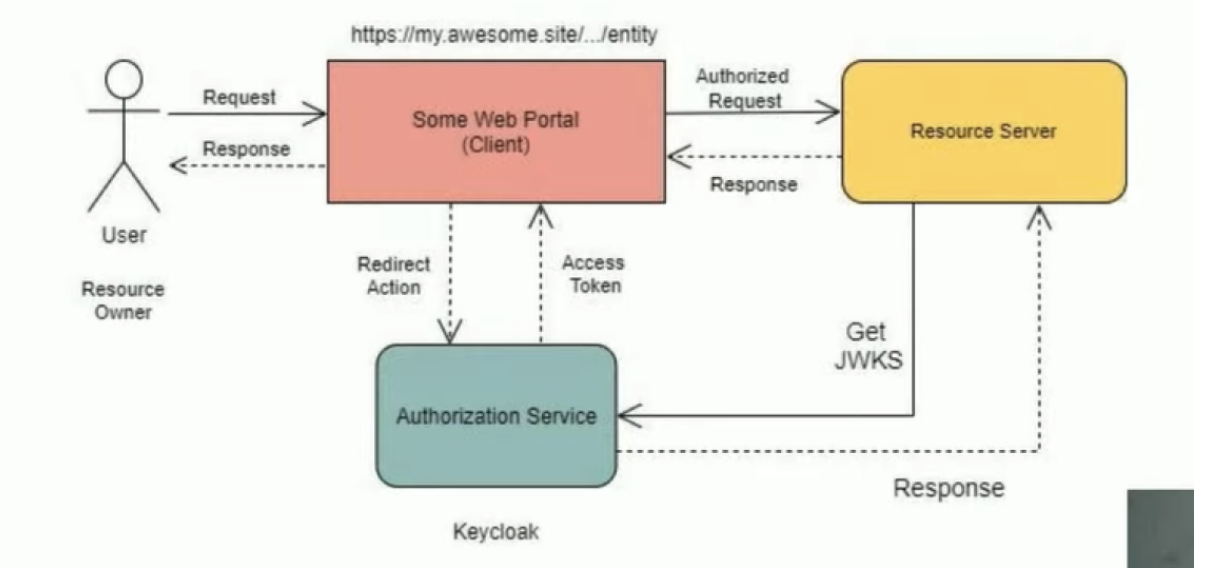 https://my.awesome.site/.../entity
Request
Response
User
Resource
Owner
Some Web Portal
(Client)
Authorized
Request
Response
Resource Server
Redirect
Action
Access
Token
Get
JWKS
Authorization Service
Response
Keycloak